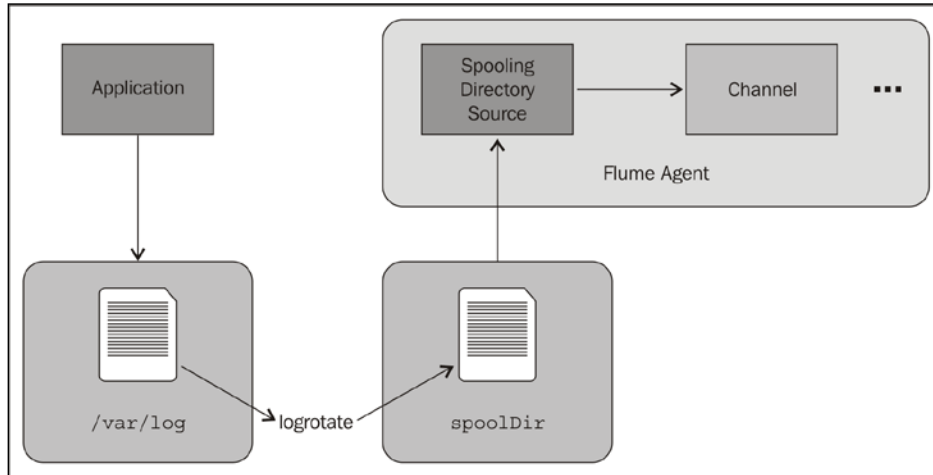 Application
Spooling
Directory
Source
Channel
...
Flume Agent
/var/log
logrotate
spoolDir